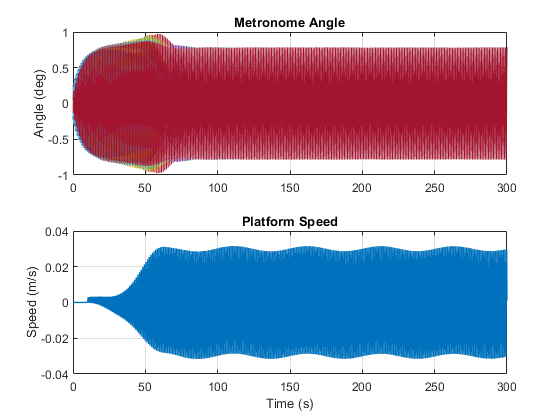 Metronome Angle
1
0.5
0
-0.5
-1
Angle (deg)
0 50 100 150 200 250 300
Platform Speed
0.04
0.02
0
-0.02
-0.04
Speed (m/s)
0 50 100 150 200 250 300
Time (s)